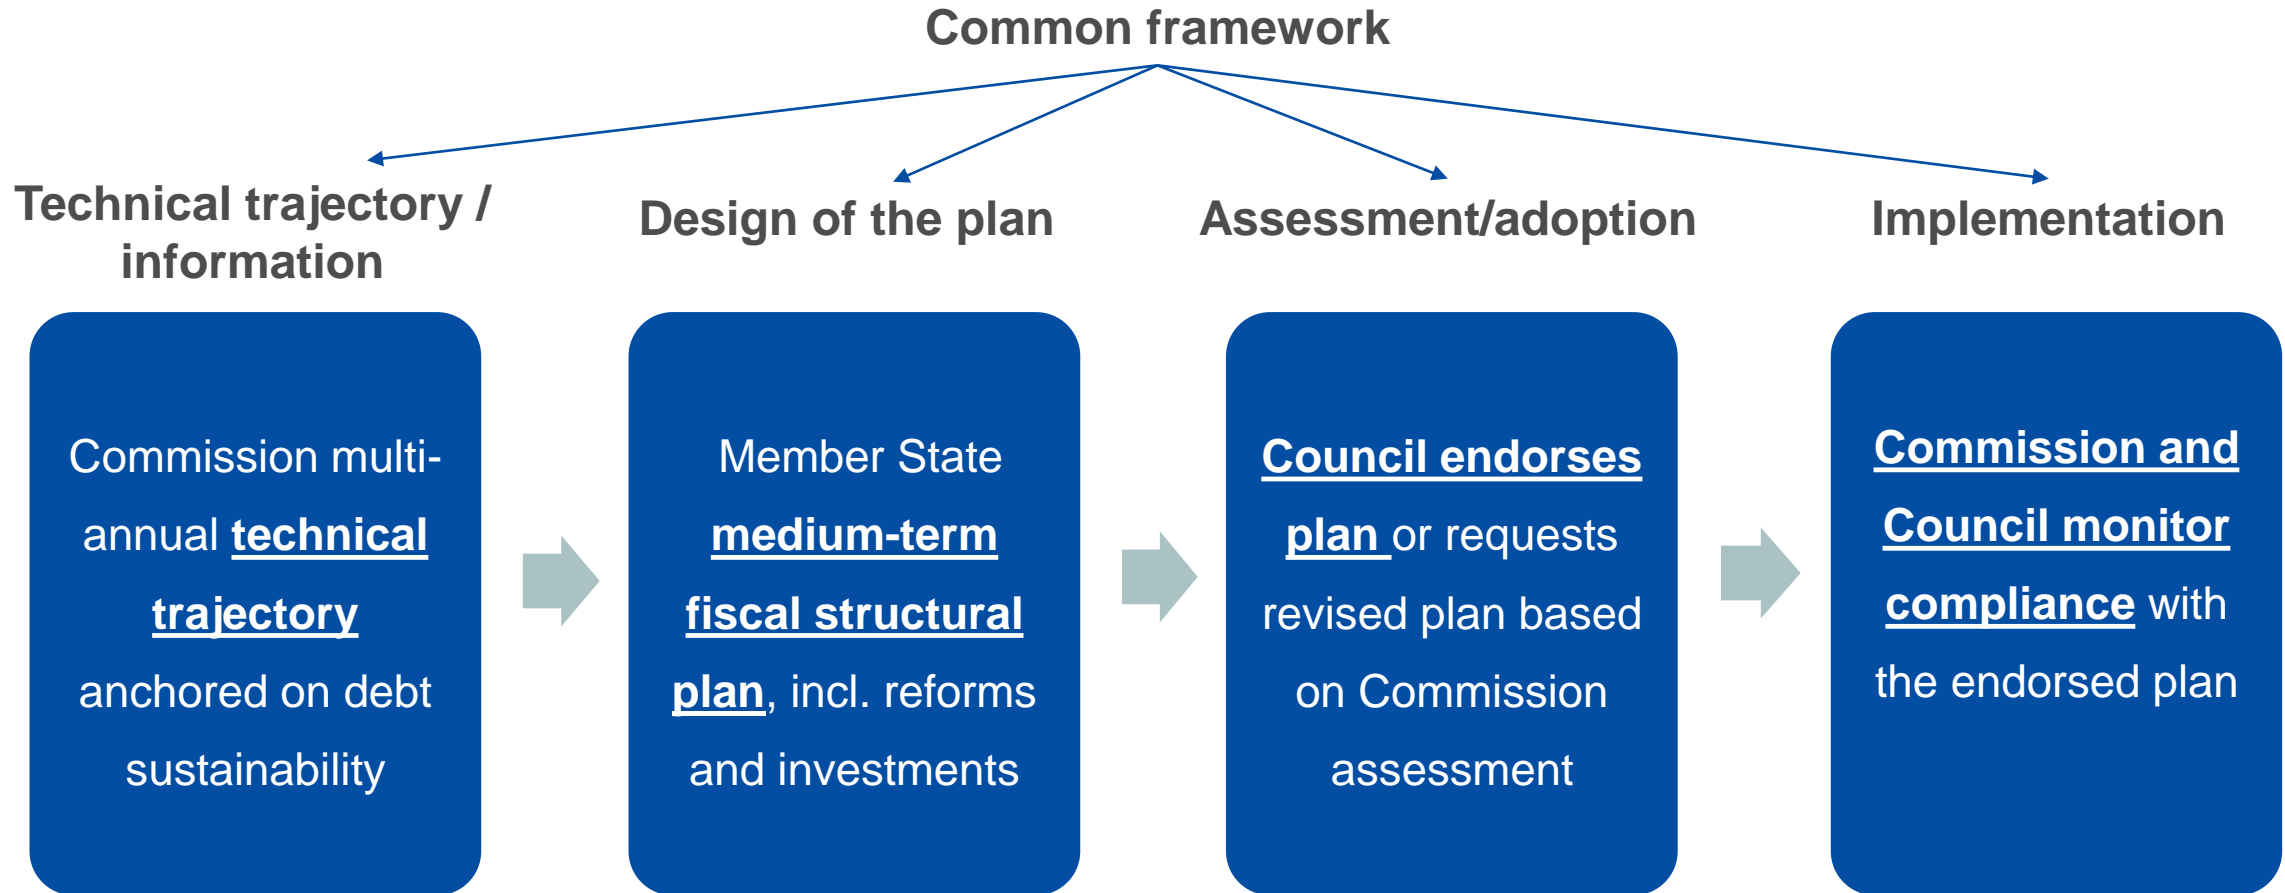 Common framework
Technical trajectory /
information
Design of the plan
Assessment/adoption
Implementation
Commission multi-
annual technical
trajectory
anchored on debt
sustainability
Member State
medium-term
fiscal structural
plan, incl. reforms
and investments
Council endorses
plan or requests
revised plan based
on Commission
assessment
Commission and
Council monitor
compliance with
the endorsed plan